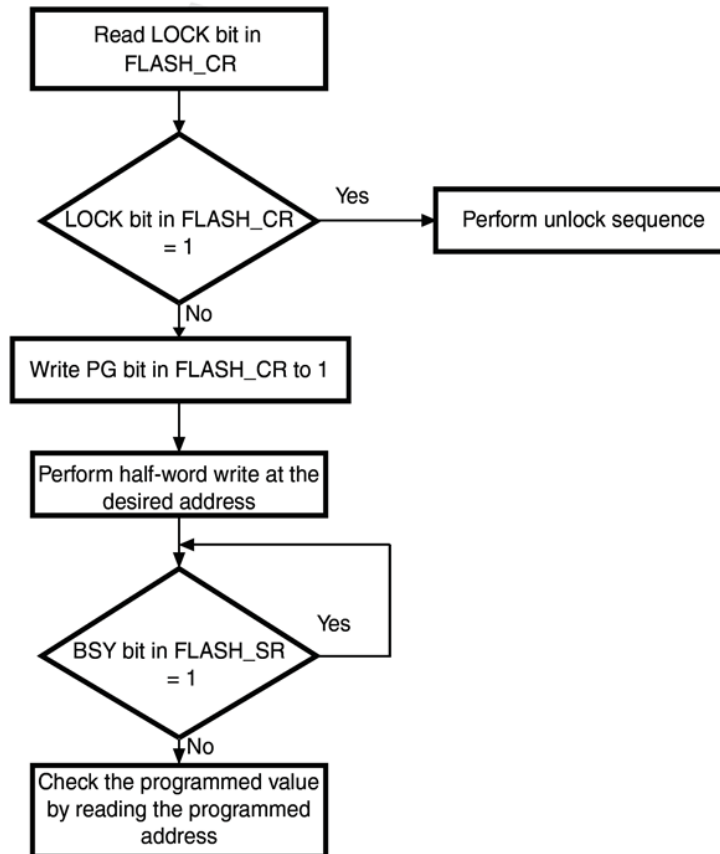 Read LOCK bit in
FLASH_CR
LOCK bit in FLASH_CR
= 1
Yes
Perform unlock sequence
No
Write PG bit in FLASH_CR to 1
Perform half-word write at the
desired address
Yes
BSY bit in FLASH_SR
= 1
No
Check the programmed value
by reading the programmed
address